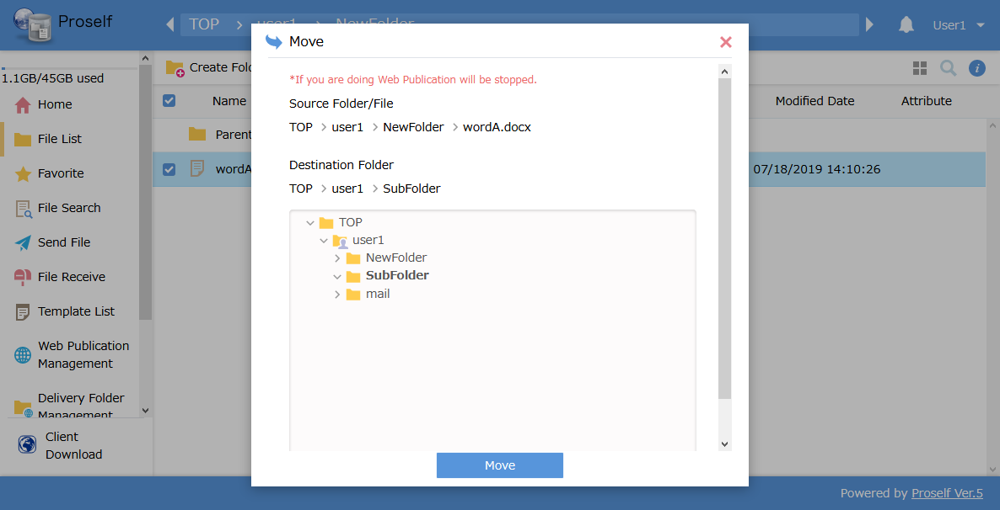 Proself
TOP > user1 > NewFolder
User1
1.1GB/45GB used
Home
File List
Favorite
File Search
Send File
File Receive
Template List
Web Publication
Management
Delivery Folder
Management
Client
Download
Create Fol
Name
Modified Date
Attribute
Parent
wordA
07/18/2019 14:10:26
Move
*If you are doing Web Publication will be stopped.
Source Folder/File
TOP > user1 > NewFolder > wordA.docx
Destination Folder
TOP > user1 > SubFolder
TOP
user1
NewFolder
SubFolder
mail
Move
Powered by Proself Ver.5